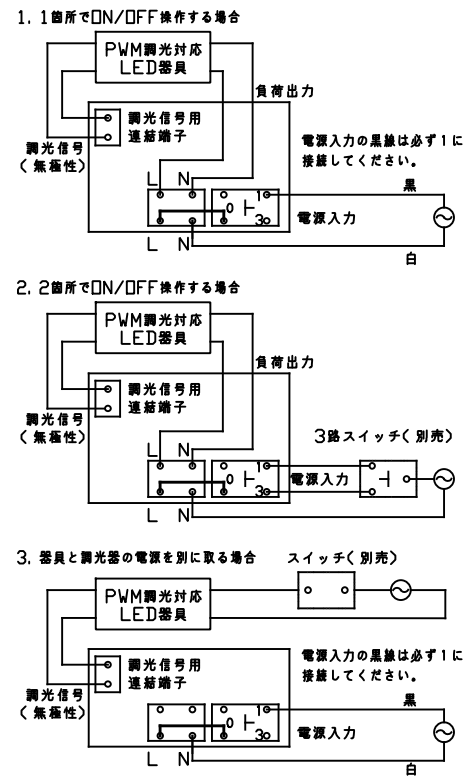 1. 1箇所でON/OFF操作する場合
PWM調光対応
LED器具
負荷出力
調光信号用
連結端子
電源入力の黒線は必ず1に
接続してください。
調光信号
(無極性)
L N
黒
1
0
3
電源入力
L N
白
2. 2箇所でON/OFF操作する場合
PWM調光対応
LED器具
負荷出力
調光信号用
連結端子
調光信号
(無極性)
3路スイッチ(別売)
L N
1
0
3
電源入力
L N
3. 器具と調光器の電源を別に取る場合
スイッチ(別売)
PWM調光対応
LED器具
電源入力の黒線は必ず1に
接続してください。
調光信号用
連結端子
調光信号
(無極性)
黒
1
0
3
電源入力
L N
白